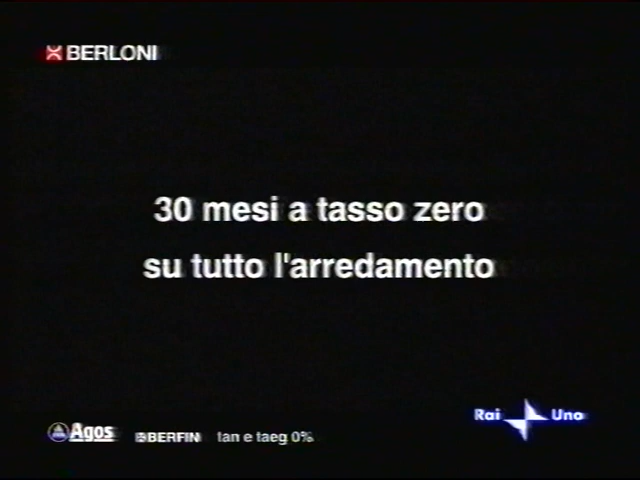 BERLONI
30 mesi a tasso zero
su tutto l'arredamento
Rai Uno
Agos BERFIN tan e taeg 0%